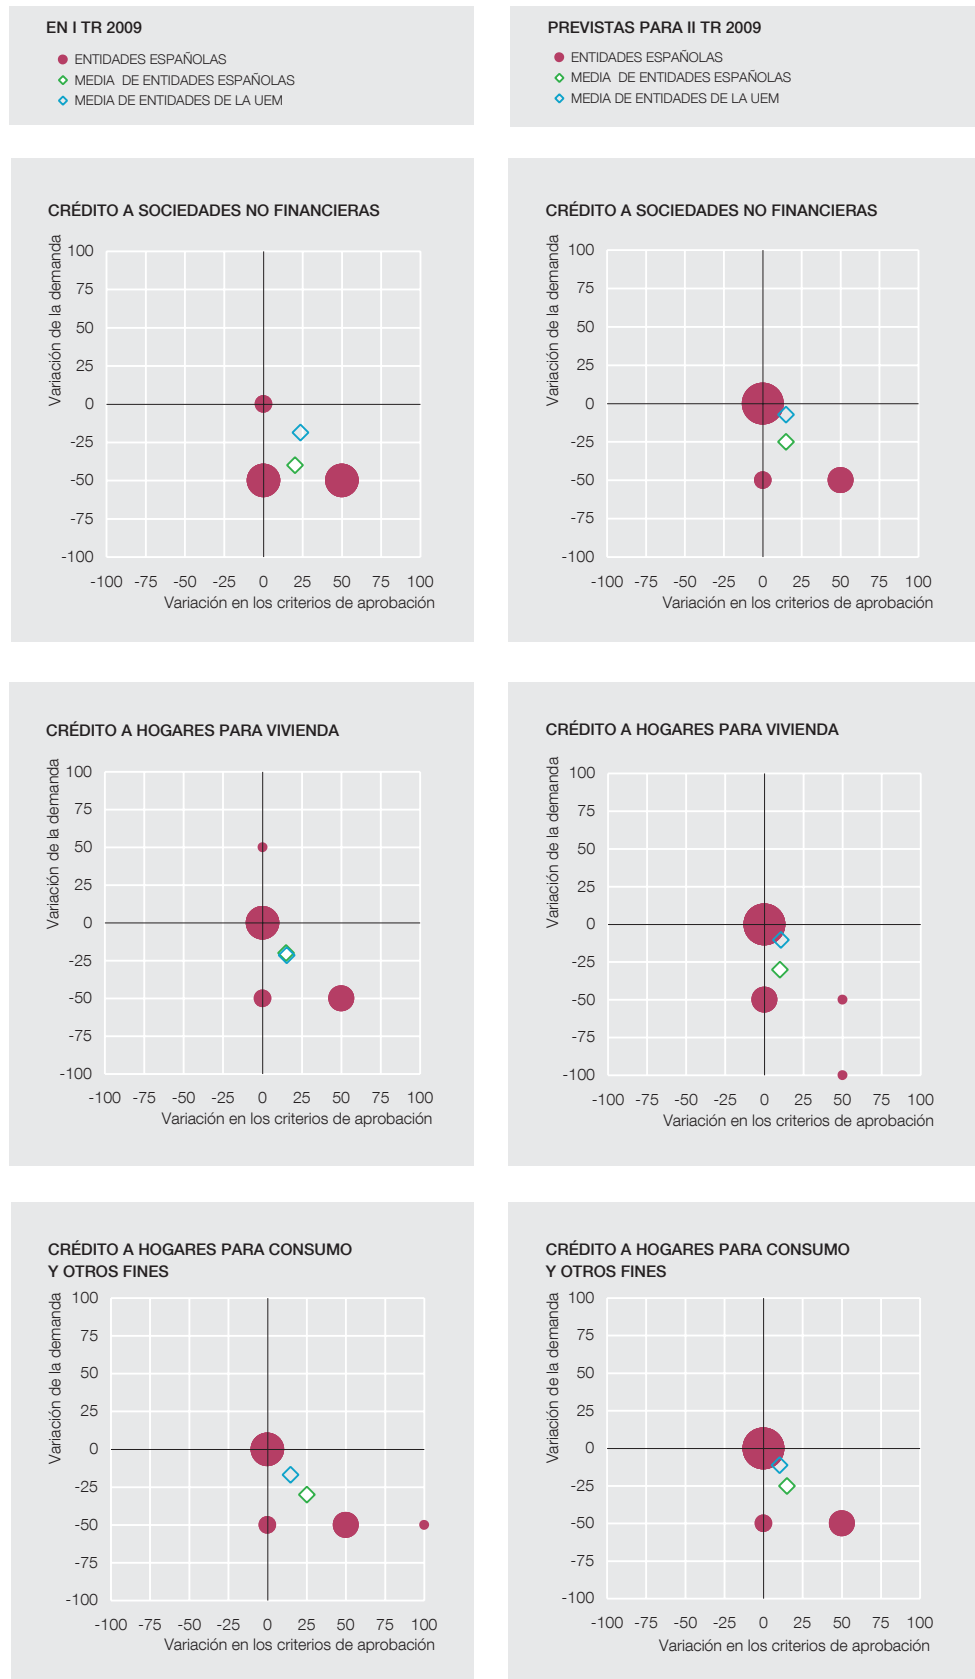 EN I TR 2009
ENTIDADES ESPAÑOLAS
MEDIA DE ENTIDADES ESPAÑOLAS
MEDIA DE ENTIDADES DE LA UEM
PREVISTAS PARA II TR 2009
ENTIDADES ESPAÑOLAS
MEDIA DE ENTIDADES ESPAÑOLAS
MEDIA DE ENTIDADES DE LA UEM
CRÉDITO A SOCIEDADES NO FINANCIERAS
Variación de la demanda
100
75
50
25
0
-25
-50
-75
-100
-100 -75 -50 -25 0 25 50 75 100
Variación en los criterios de aprobación
CRÉDITO A SOCIEDADES NO FINANCIERAS
Variación de la demanda
100
75
50
25
0
-25
-50
-75
-100
-100 -75 -50 -25 0 25 50 75 100
Variación en los criterios de aprobación
CRÉDITO A HOGARES PARA VIVIENDA
Variación de la demanda
100
75
50
25
0
-25
-50
-75
-100
-100 -75 -50 -25 0 25 50 75 100
Variación en los criterios de aprobación
CRÉDITO A HOGARES PARA VIVIENDA
Variación de la demanda
100
75
50
25
0
-25
-50
-75
-100
-100 -75 -50 -25 0 25 50 75 100
Variación en los criterios de aprobación
CRÉDITO A HOGARES PARA CONSUMO
Y OTROS FINES
Variación de la demanda
100
75
50
25
0
-25
-50
-75
-100
-100 -75 -50 -25 0 25 50 75 100
Variación en los criterios de aprobación
CRÉDITO A HOGARES PARA CONSUMO
Y OTROS FINES
Variación de la demanda
100
75
50
25
0
-25
-50
-75
-100
-100 -75 -50 -25 0 25 50 75 100
Variación en los criterios de aprobación